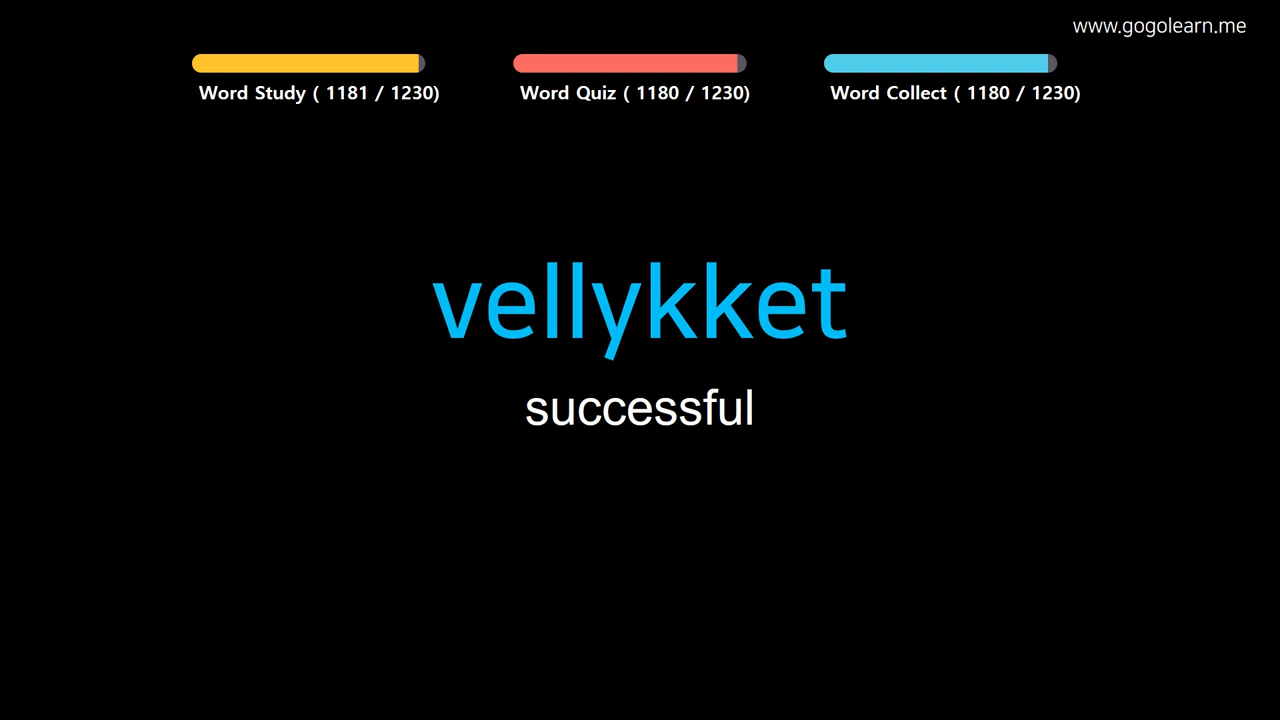 www.gogolearn.me
Word Study ( 1181 / 1230)
Word Quiz ( 1180 / 1230)
Word Collect ( 1180 / 1230)
vellykket
successful